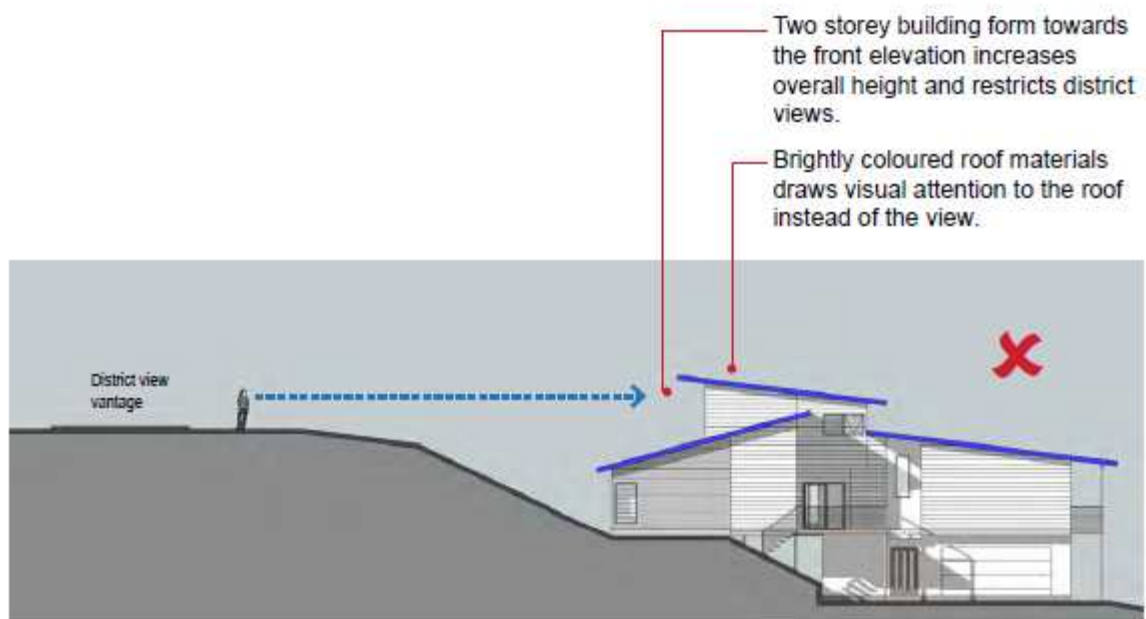 Two storey building form towards
the front elevation increases
overall height and restricts district
views.
Brightly coloured roof materials
draws visual attention to the roof
instead of the view.
District view
vantage